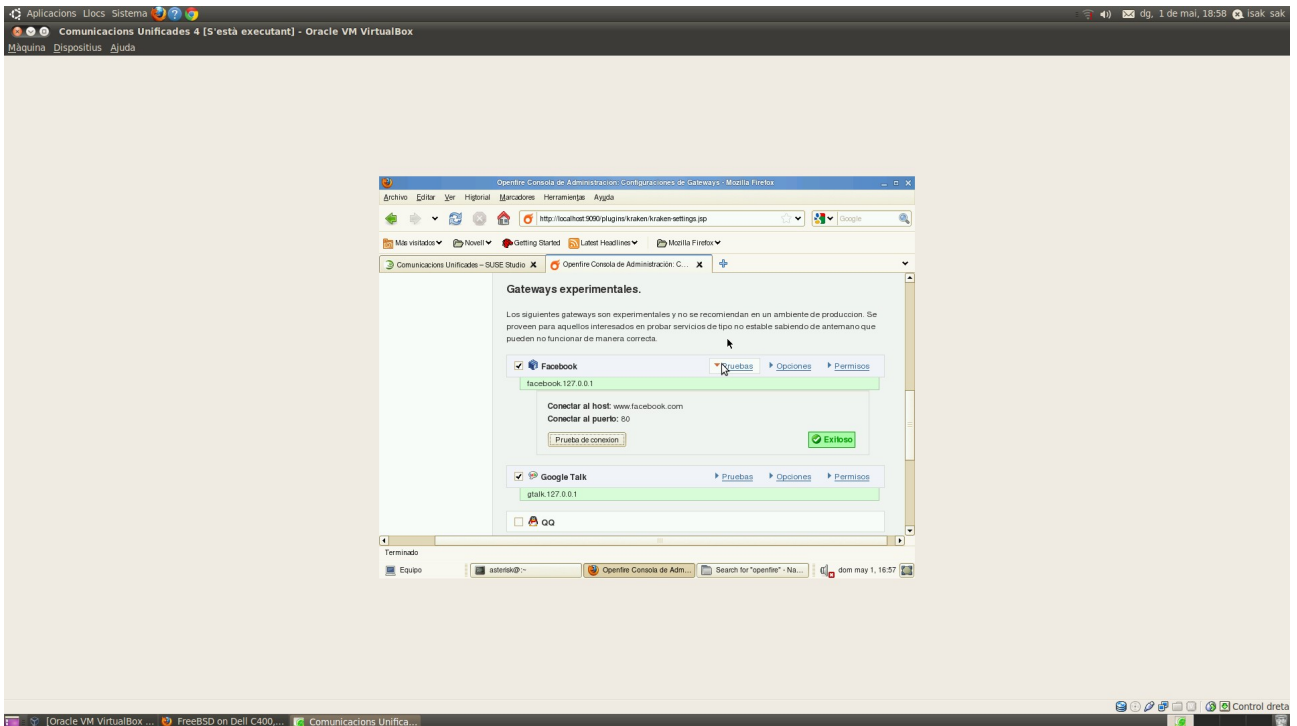 Aplicacions Llocs Sistema dg, 1 de mai, 18:58 isak sak
Comunicacions Unificades 4 [S'està executant] - Oracle VM VirtualBox
Màquina Dispositius Ajuda
Openfire Consola de Administracion: Configuraciones de Gateways - Mozilla Firefox
Archivo Editar Ver Historial Marcadores Herramientas Ayuda
http://localhost:9090/plugins/kraken/kraken-settings.jsp Google
Más visitados Novell Getting Started Latest Headlines Mozilla Firefox
Comunicacions Unificades – SUSE Studio Openfire Consola de Administracion: C...
Gateways experimentales.
Los siguientes gateways son experimentales y no se recomiendan en un ambiente de produccion. Se
proveen para aquellos interesados en probar servicios de tipo no estable sabiendo de antemano que
pueden no funcionar de manera correcta.
Facebook Pruebas Opciones Permisos
facebook.127.0.0.1
Conectar al host: www.facebook.com
Conectar al puerto: 80
Prueba de conexion Exitoso
Google Talk Pruebas Opciones Permisos
gtalk.127.0.0.1
QQ
Terminado
Equipo asterisk@:~ Openfire Consola de Adm... Search for "openfire" - Na... dom may 1, 16:57
Control dreta
[Oracle VM VirtualBox ... FreeBSD on Dell C400,... Comunicacions Unifica...